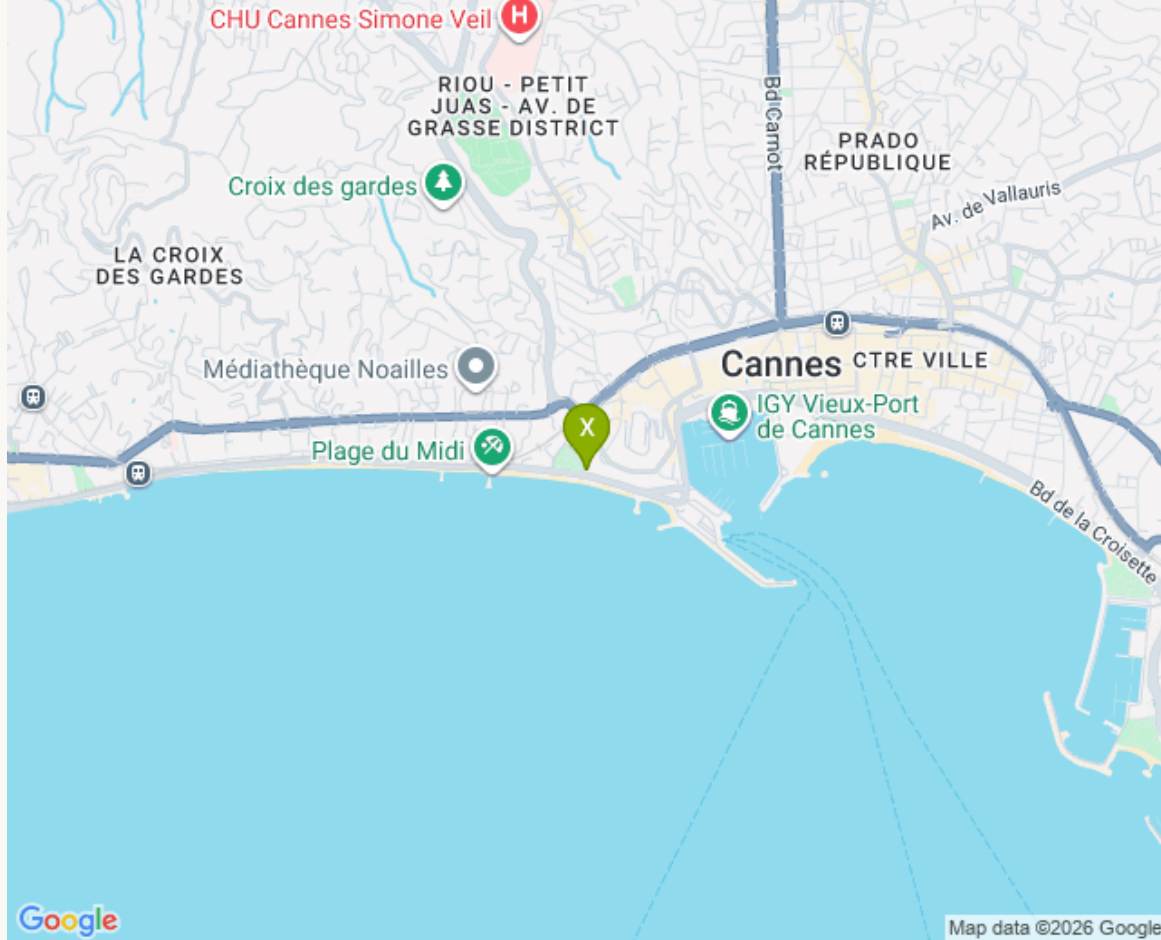 CHU Cannes Simone Veil
H
RIOU - PETIT
JUAS - AV. DE
GRASSE DISTRICT
Bd Carnot
PRADO
RÉPUBLIQUE
Croix des gardes
Av. de Vallauris
LA CROIX
DES GARDES
Médiathèque Noailles
Cannes
CTRE VILLE
IGY Vieux-Port
de Cannes
X
Plage du Midi
Bd de la Croisette
Google
Map data ©2026 Google